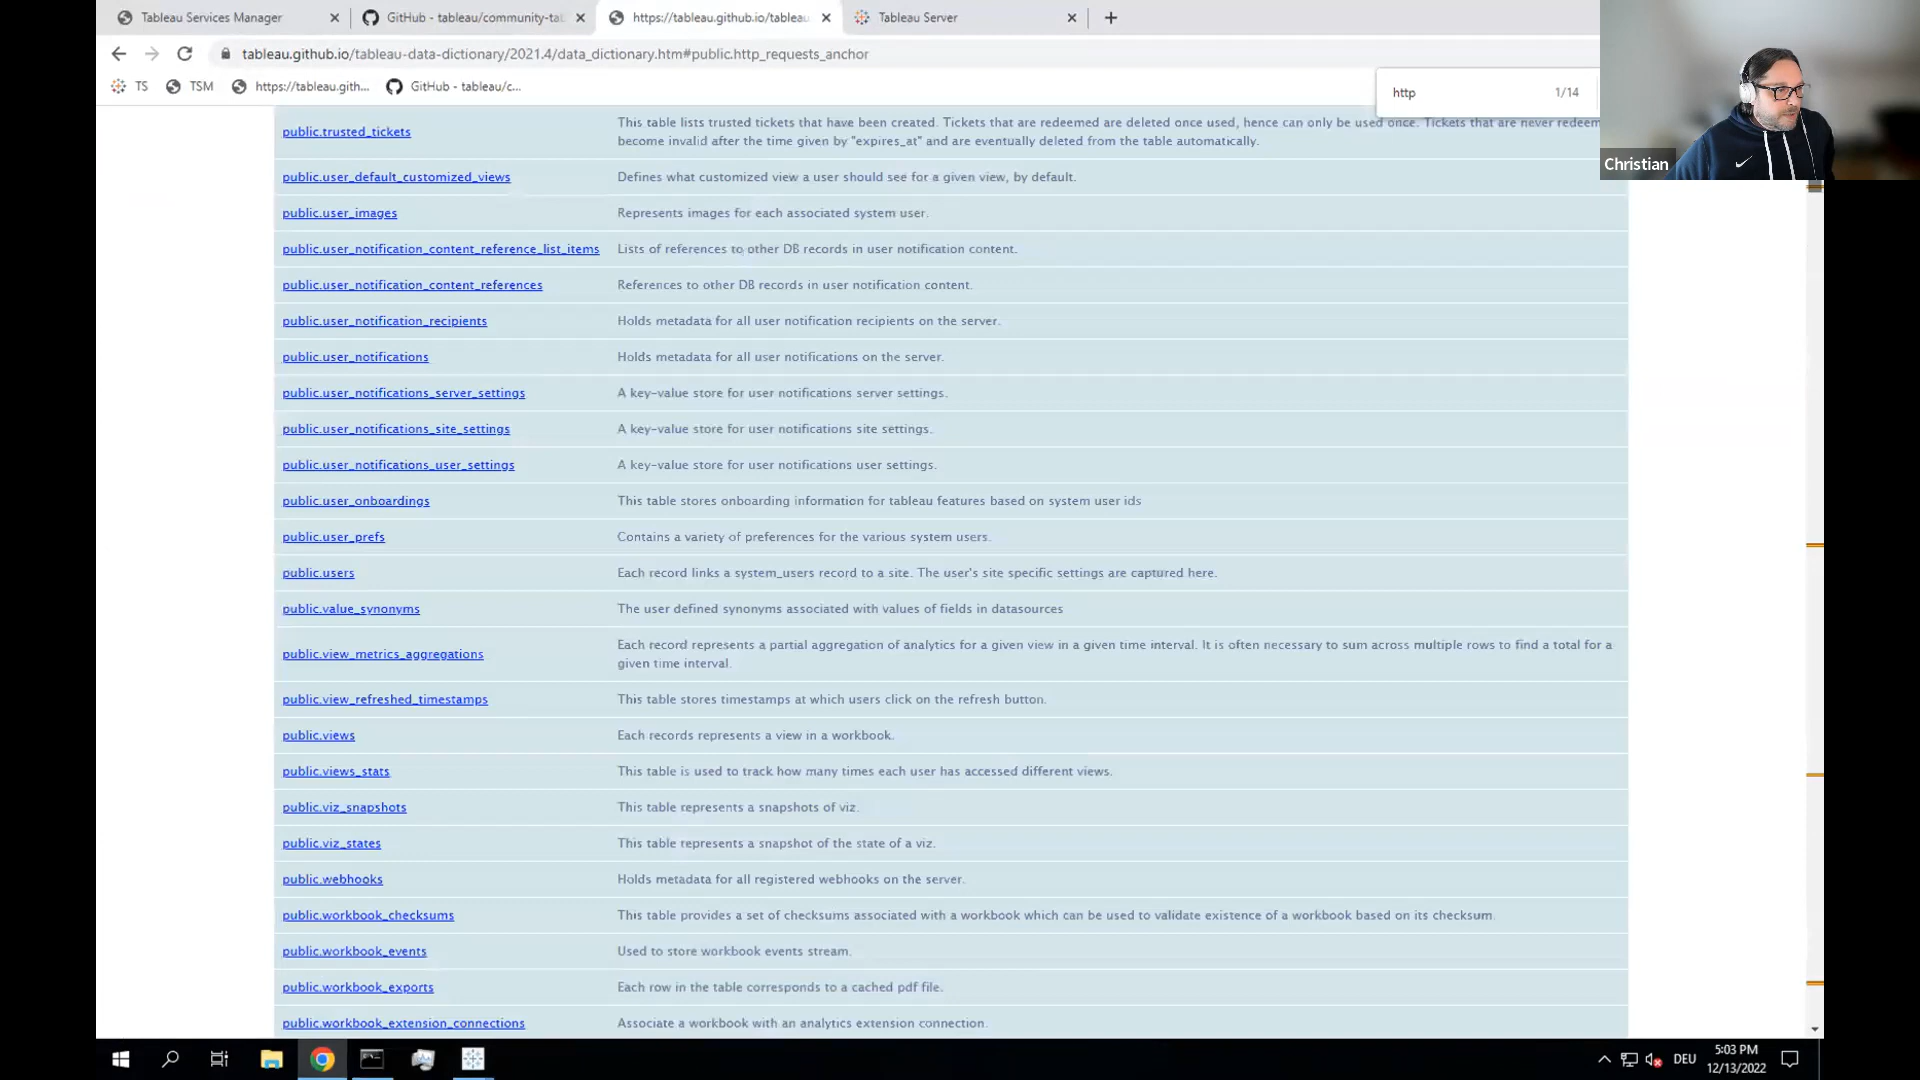 Tableau Services Manager
GitHub - tableau/community-tab
https://tableau.github.io/tableau
Tableau Server
tableau.github.io/tableau-data-dictionary/2021.4/data_dictionary.htm#public.http_requests_anchor
TS
TSM
https://tableau.gith...
GitHub - tableau/c...
http
1/14
Christian
public.trusted_tickets
This table lists trusted tickets that have been created. Tickets that are redeemed are deleted once used, hence can only be used once. Tickets that are never redeem
become invalid after the time given by "expires_at" and are eventually deleted from the table automatically.
public.user_default_customized_views
Defines what customized view a user should see for a given view, by default.
public.user_images
Represents images for each associated system user.
public.user_notification_content_reference_list_items
Lists of references to other DB records in user notification content.
public.user_notification_content_references
References to other DB records in user notification content.
public.user_notification_recipients
Holds metadata for all user notification recipients on the server.
public.user_notifications
Holds metadata for all user notifications on the server.
public.user_notifications_server_settings
A key-value store for user notifications server settings.
public.user_notifications_site_settings
A key-value store for user notifications site settings.
public.user_notifications_user_settings
A key-value store for user notifications user settings.
public.user_onboardings
This table stores onboarding information for tableau features based on system user ids
public.user_prefs
Contains a variety of preferences for the various system users.
public.users
Each record links a system_users record to a site. The user's site specific settings are captured here.
public.value_synonyms
The user defined synonyms associated with values of fields in datasources
public.view_metrics_aggregations
Each record represents a partial aggregation of analytics for a given view in a given time interval. It is often necessary to sum across multiple rows to find a total for a
given time interval.
public.view_refreshed_timestamps
This table stores timestamps at which users click on the refresh button.
public.views
Each records represents a view in a workbook.
public.views_stats
This table is used to track how many times each user has accessed different views.
public.viz_snapshots
This table represents a snapshots of viz.
public.viz_states
This table represents a snapshot of the state of a viz.
public.webhooks
Holds metadata for all registered webhooks on the server.
public.workbook_checksums
This table provides a set of checksums associated with a workbook which can be used to validate existence of a workbook based on its checksum.
public.workbook_events
Used to store workbook events stream.
public.workbook_exports
Each row in the table corresponds to a cached pdf file.
public.workbook_extension_connections
Associate a workbook with an analytics extension connection.
DEU
5:03 PM
12/13/2022